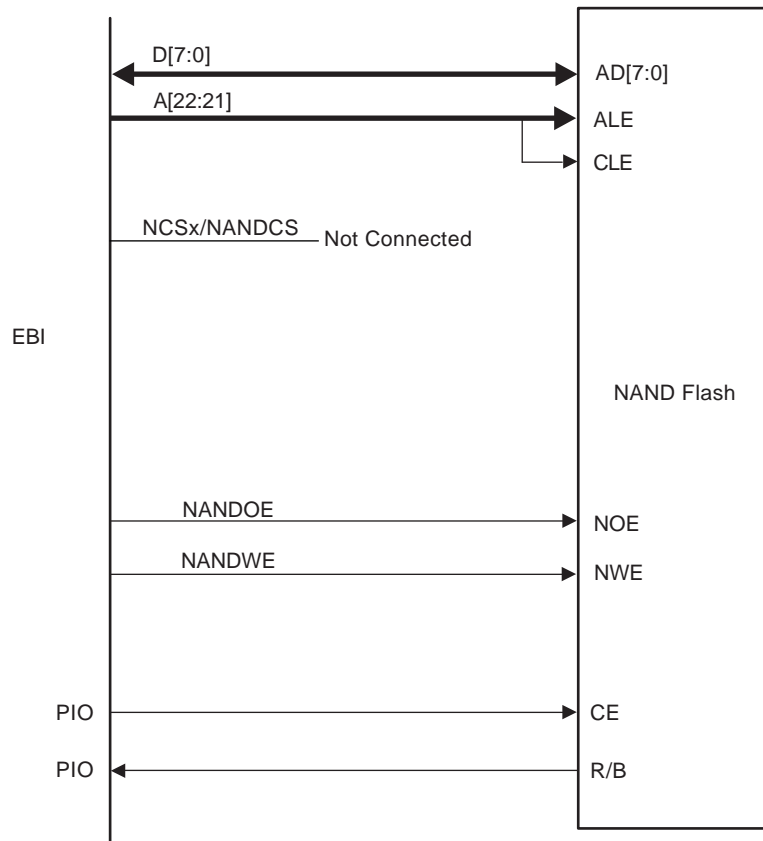 D[7:0]
AD[7:0]
A[22:21]
ALE
CLE
NCSx/NANDCS
Not Connected
EBI
NAND Flash
NANDOE
NOE
NANDWE
NWE
PIO
CE
PIO
R/B